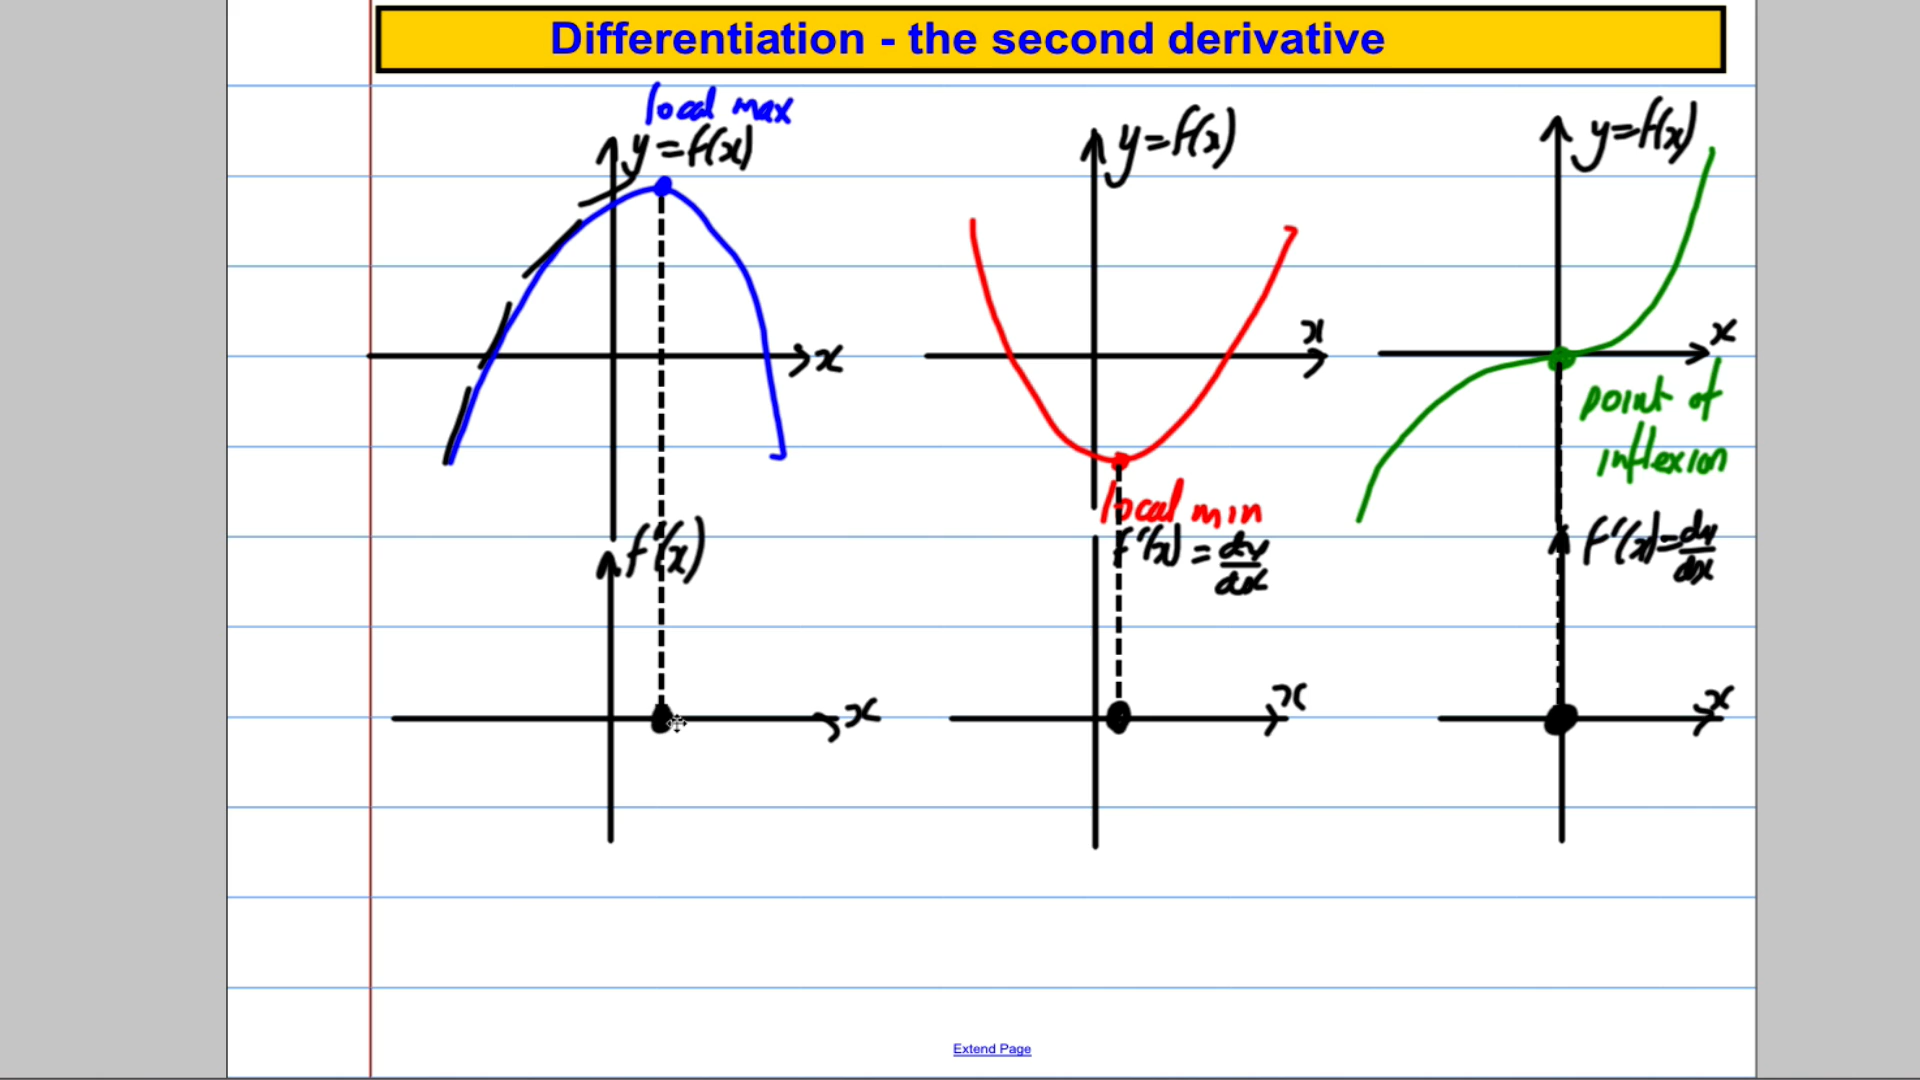 Differentiation - the second derivative
local max
y=f(x)
x
f'(x)
x
y=f(x)
x
local min
f'(x) = dy/dx
x
y=f(x)
x
point of
inflexion
f'(x)=dy/dx
x
Extend Page